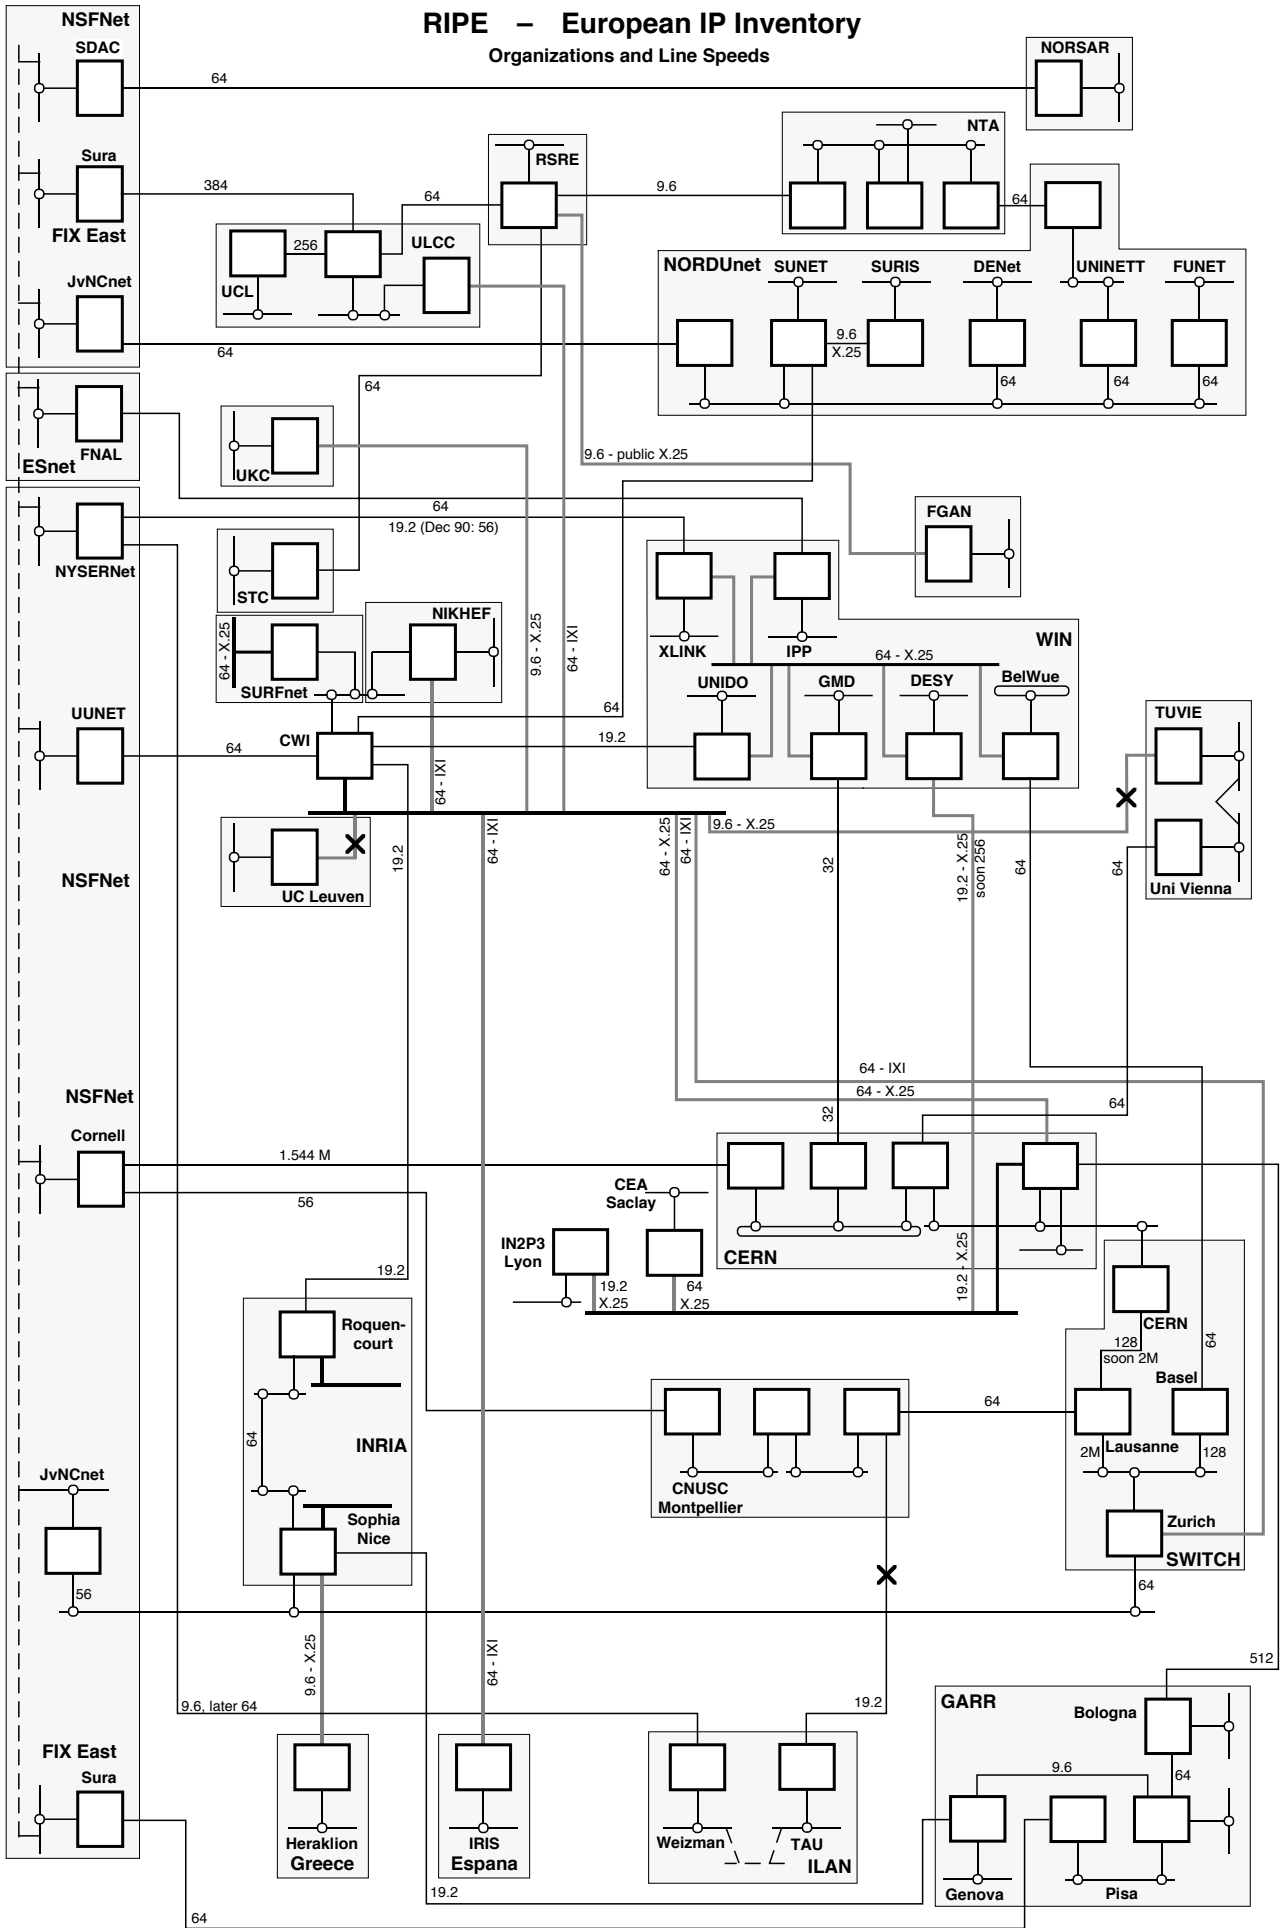 RIPE – European IP Inventory
Organizations and Line Speeds
NSFNet
SDAC
64
NORSAR
Sura
384
FIX East
RSRE
64
9.6
NTA
64
256
ULCC
UCL
JvNCnet
64
NORDUnet
SUNET
SURIS
DENet
UNINETT
FUNET
9.6
X.25
64
64
64
64
FNAL
ESnet
UKC
9.6 - public X.25
64
19.2 (Dec 90: 56)
NYSERNet
FGAN
STC
64 - X.25
SURFnet
NIKHEF
9.6 - X.25
64 - IXI
XLINK
IPP
WIN
64 - X.25
UNIDO
GMD
DESY
BelWue
UUNET
64
CWI
64
19.2
64 - IXI
TUVIE
Uni Vienna
UC Leuven
19.2
64 - IXI
64 - X.25
64 - IXI
9.6 - X.25
32
19.2 - X.25
soon 256
64
64
NSFNet
NSFNet
64 - IXI
64 - X.25
32
64
Cornell
1.544 M
56
CEA
Saclay
IN2P3
Lyon
19.2
X.25
64
X.25
CERN
19.2 - X.25
CERN
128
soon 2M
64
Basel
19.2
Roquen-
court
64
INRIA
Sophia
Nice
64
CNUSC
Montpellier
2M
Lausanne
128
Zurich
SWITCH
64
JvNCnet
56
9.6 - X.25
64 - IXI
512
9.6, later 64
19.2
GARR
Bologna
64
9.6
FIX East
Sura
Heraklion
Greece
IRIS
Espana
Weizman
TAU
ILAN
Genova
Pisa
19.2
64